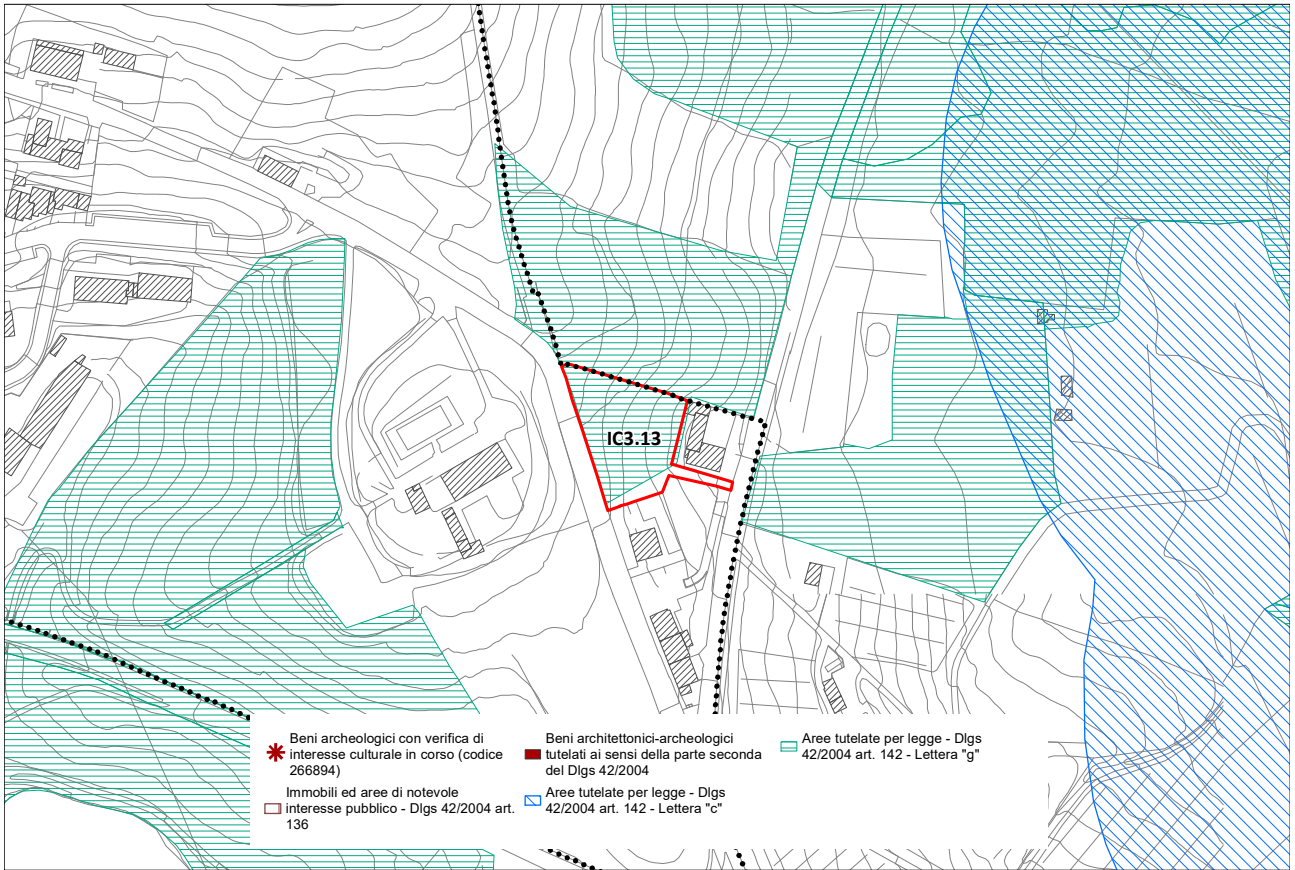 IC3.13
Beni archeologici con verifica di
interesse culturale in corso (codice
266894)
Immobili ed aree di notevole
interesse pubblico - Dlgs 42/2004 art.
136
Beni architettonici-archeologici
tutelati ai sensi della parte seconda
del Dlgs 42/2004
Aree tutelate per legge - Dlgs
42/2004 art. 142 - Lettera "c"
Aree tutelate per legge - Dlgs
42/2004 art. 142 - Lettera "g"